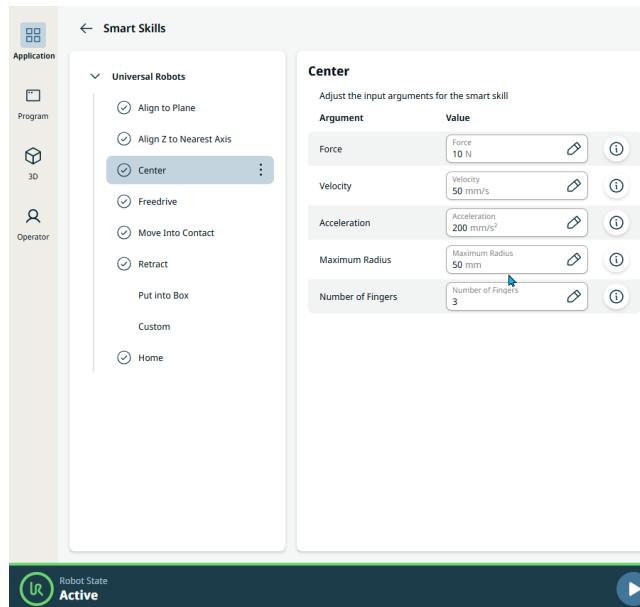 Smart Skills
Application
Program
3D
Operator
Universal Robots
Align to Plane
Align Z to Nearest Axis
Center
Freedrive
Move Into Contact
Retract
Put into Box
Custom
Home
Center
Adjust the input arguments for the smart skill
Argument Value
Force Force
10 N
Velocity Velocity
50 mm/s
Acceleration Acceleration
200 mm/s²
Maximum Radius Maximum Radius
50 mm
Number of Fingers Number of Fingers
3
UR
Robot State
Active